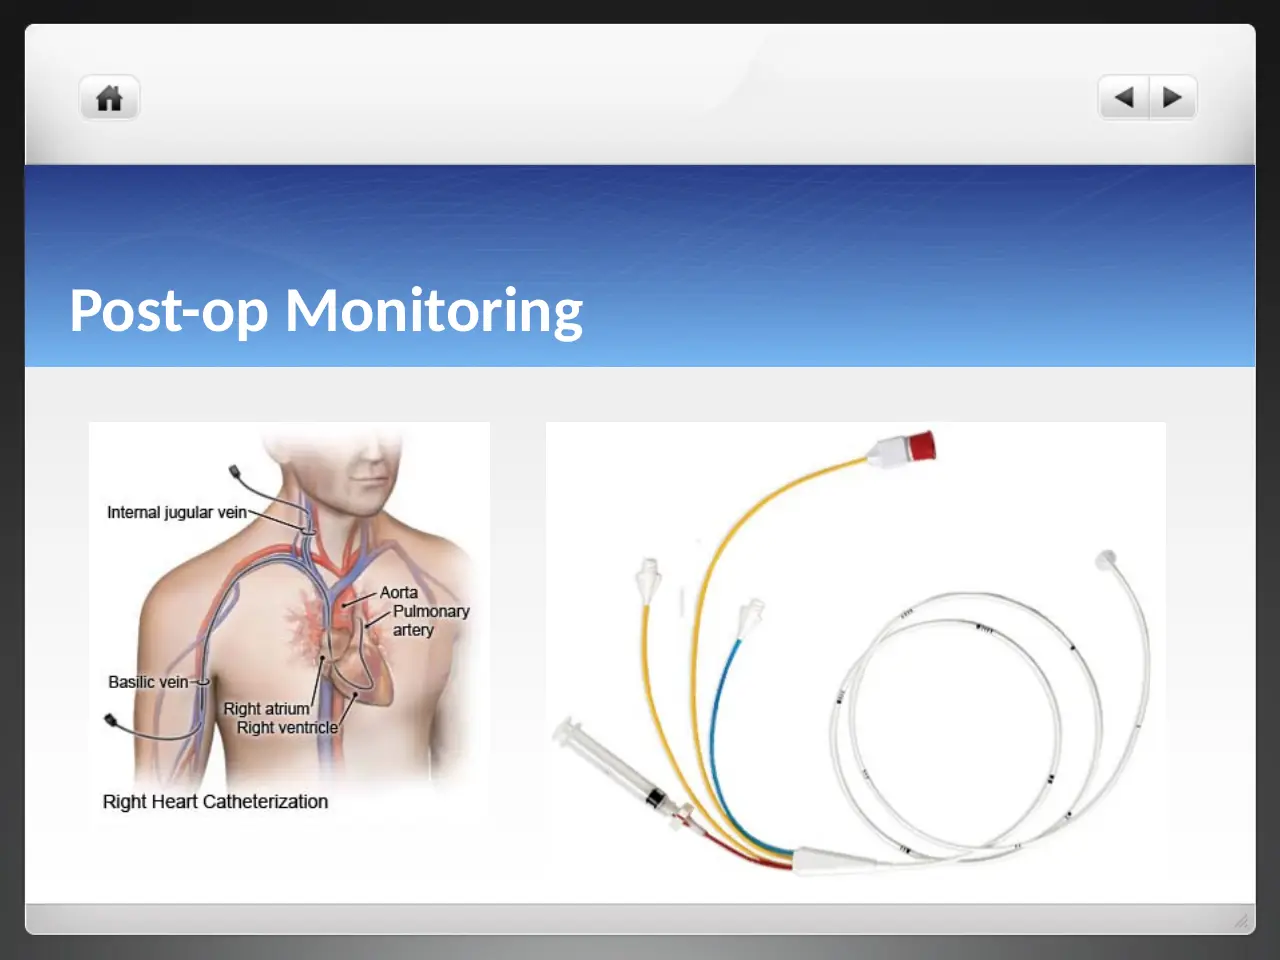 Post-op Monitoring
Internal jugular vein
Aorta
Pulmonary
artery
Basilic vein
Right atrium
Right ventricle
Right Heart Catheterization